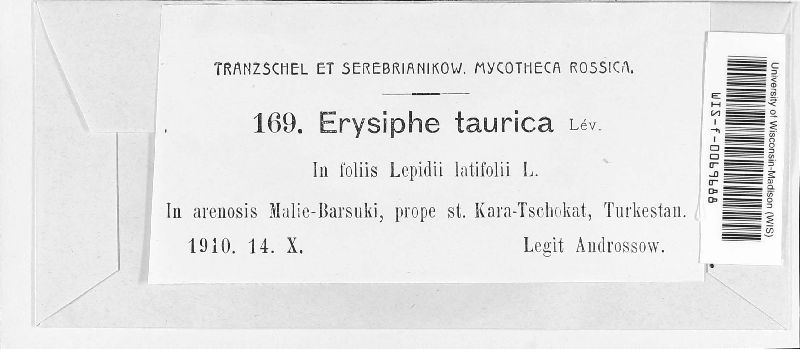 TRANZSCHEL ET SEREBRIANIKOW. MYCOTHECA ROSSICA.
169. Erysiphe taurica Lév.
In foliis Lepidii latifolii L.
In arenosis Malie-Barsuki, prope st. Kara-Tschokat, Turkestan.
1910. 14. X. Legit Androssow.
University of Wisconsin-Madison (WIS)
WIS-f-0009988